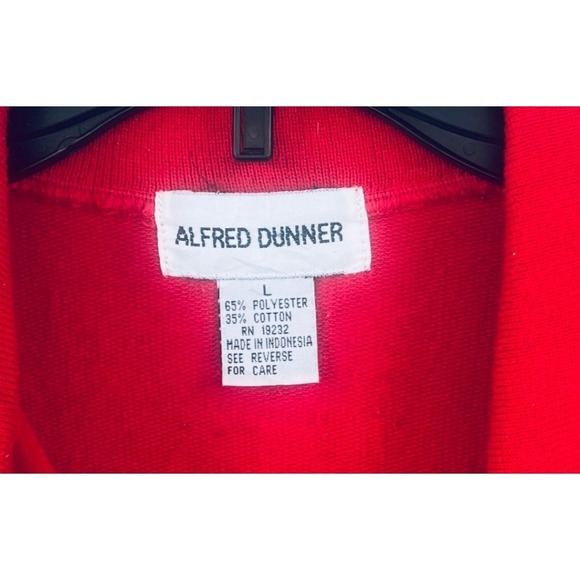 ALFRED DUNNER
L
65% POLYESTER
35% COTTON
RN 19232
MADE IN INDONESIA
SEE REVERSE
FOR CARE